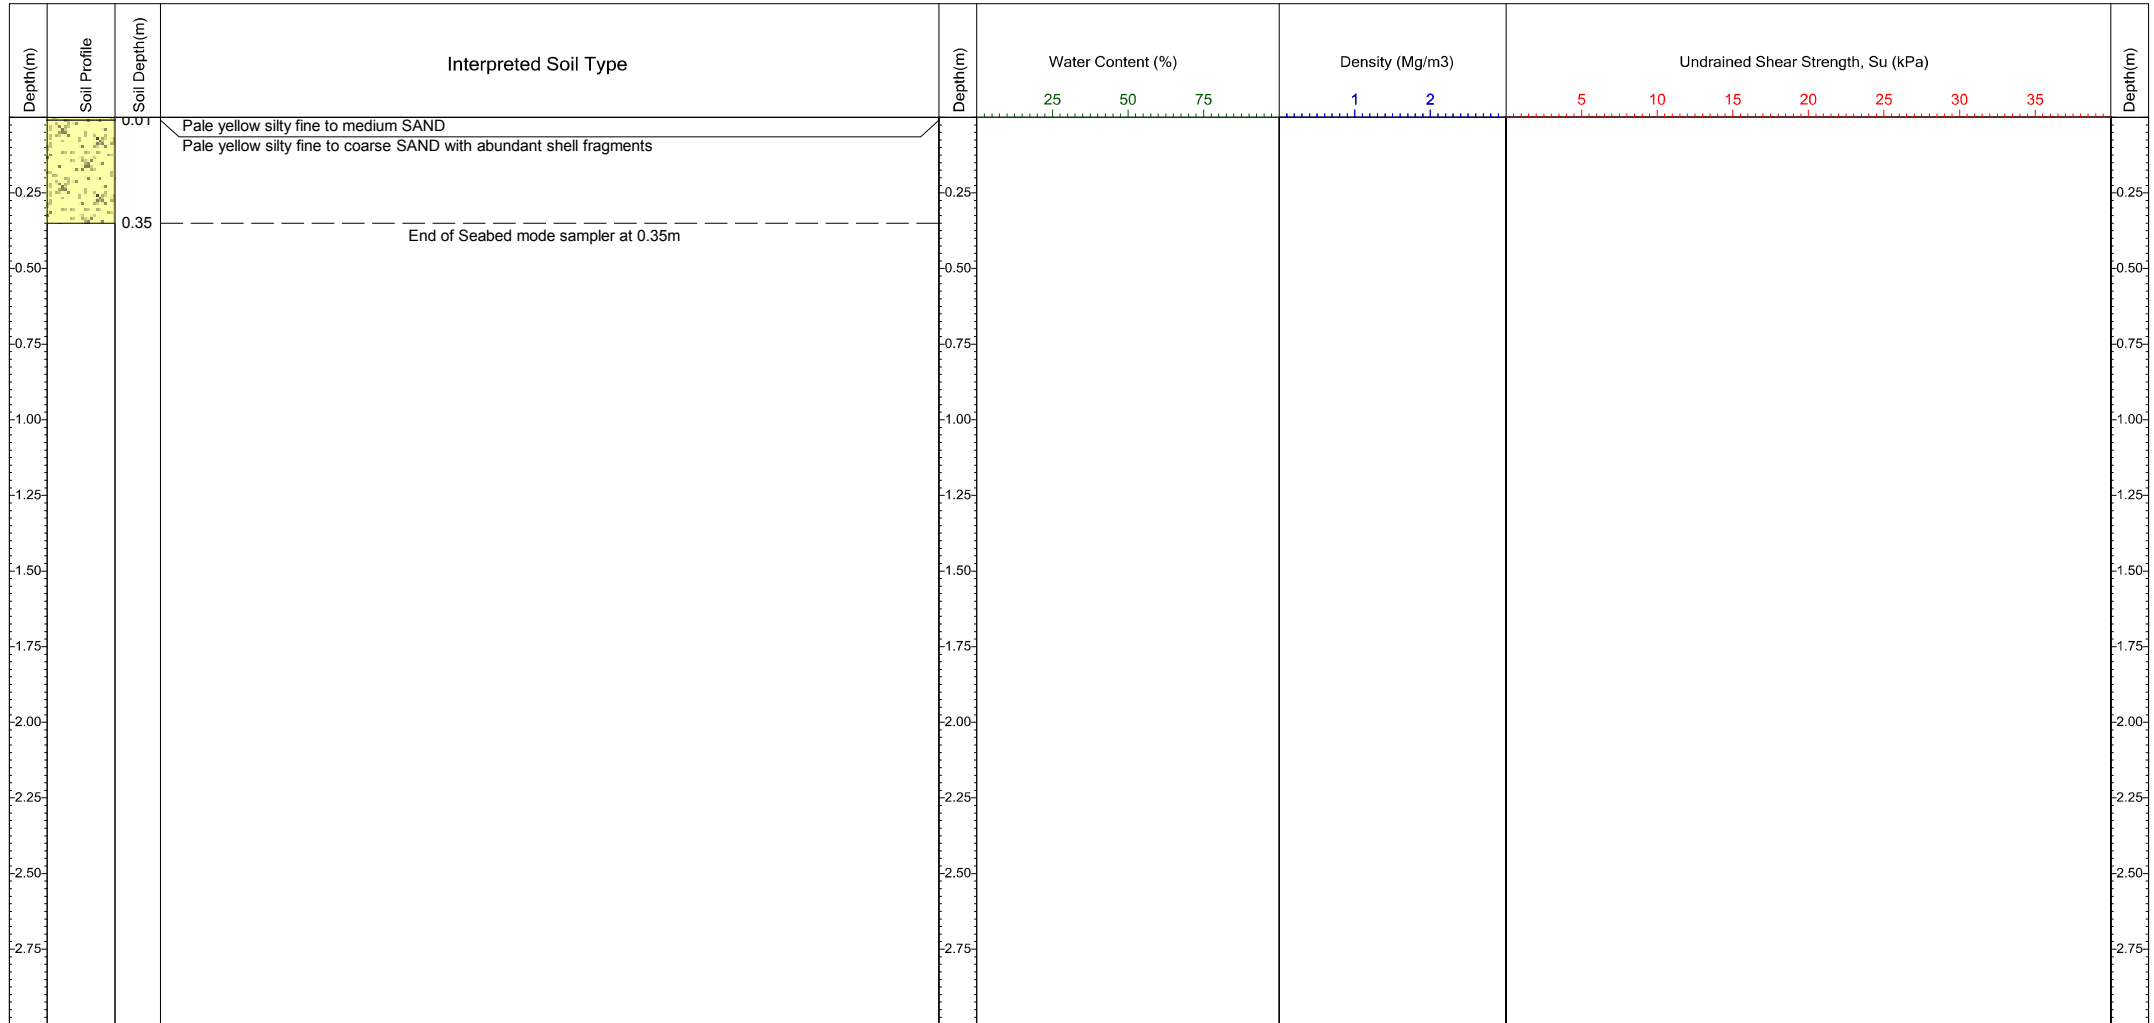 Depth(m)
Soil Profile
Soil Depth(m)
Interpreted Soil Type
Depth(m)
Water Content (%)
25 50 75
Density (Mg/m3)
1 2
Undrained Shear Strength, Su (kPa)
5 10 15 20 25 30 35
Depth(m)
0.01
Pale yellow silty fine to medium SAND
Pale yellow silty fine to coarse SAND with abundant shell fragments
0.25 0.25 0.25
0.35
End of Seabed mode sampler at 0.35m
0.50 0.50 0.50
0.75 0.75 0.75
1.00 1.00 1.00
1.25 1.25 1.25
1.50 1.50 1.50
1.75 1.75 1.75
2.00 2.00 2.00
2.25 2.25 2.25
2.50 2.50 2.50
2.75 2.75 2.75